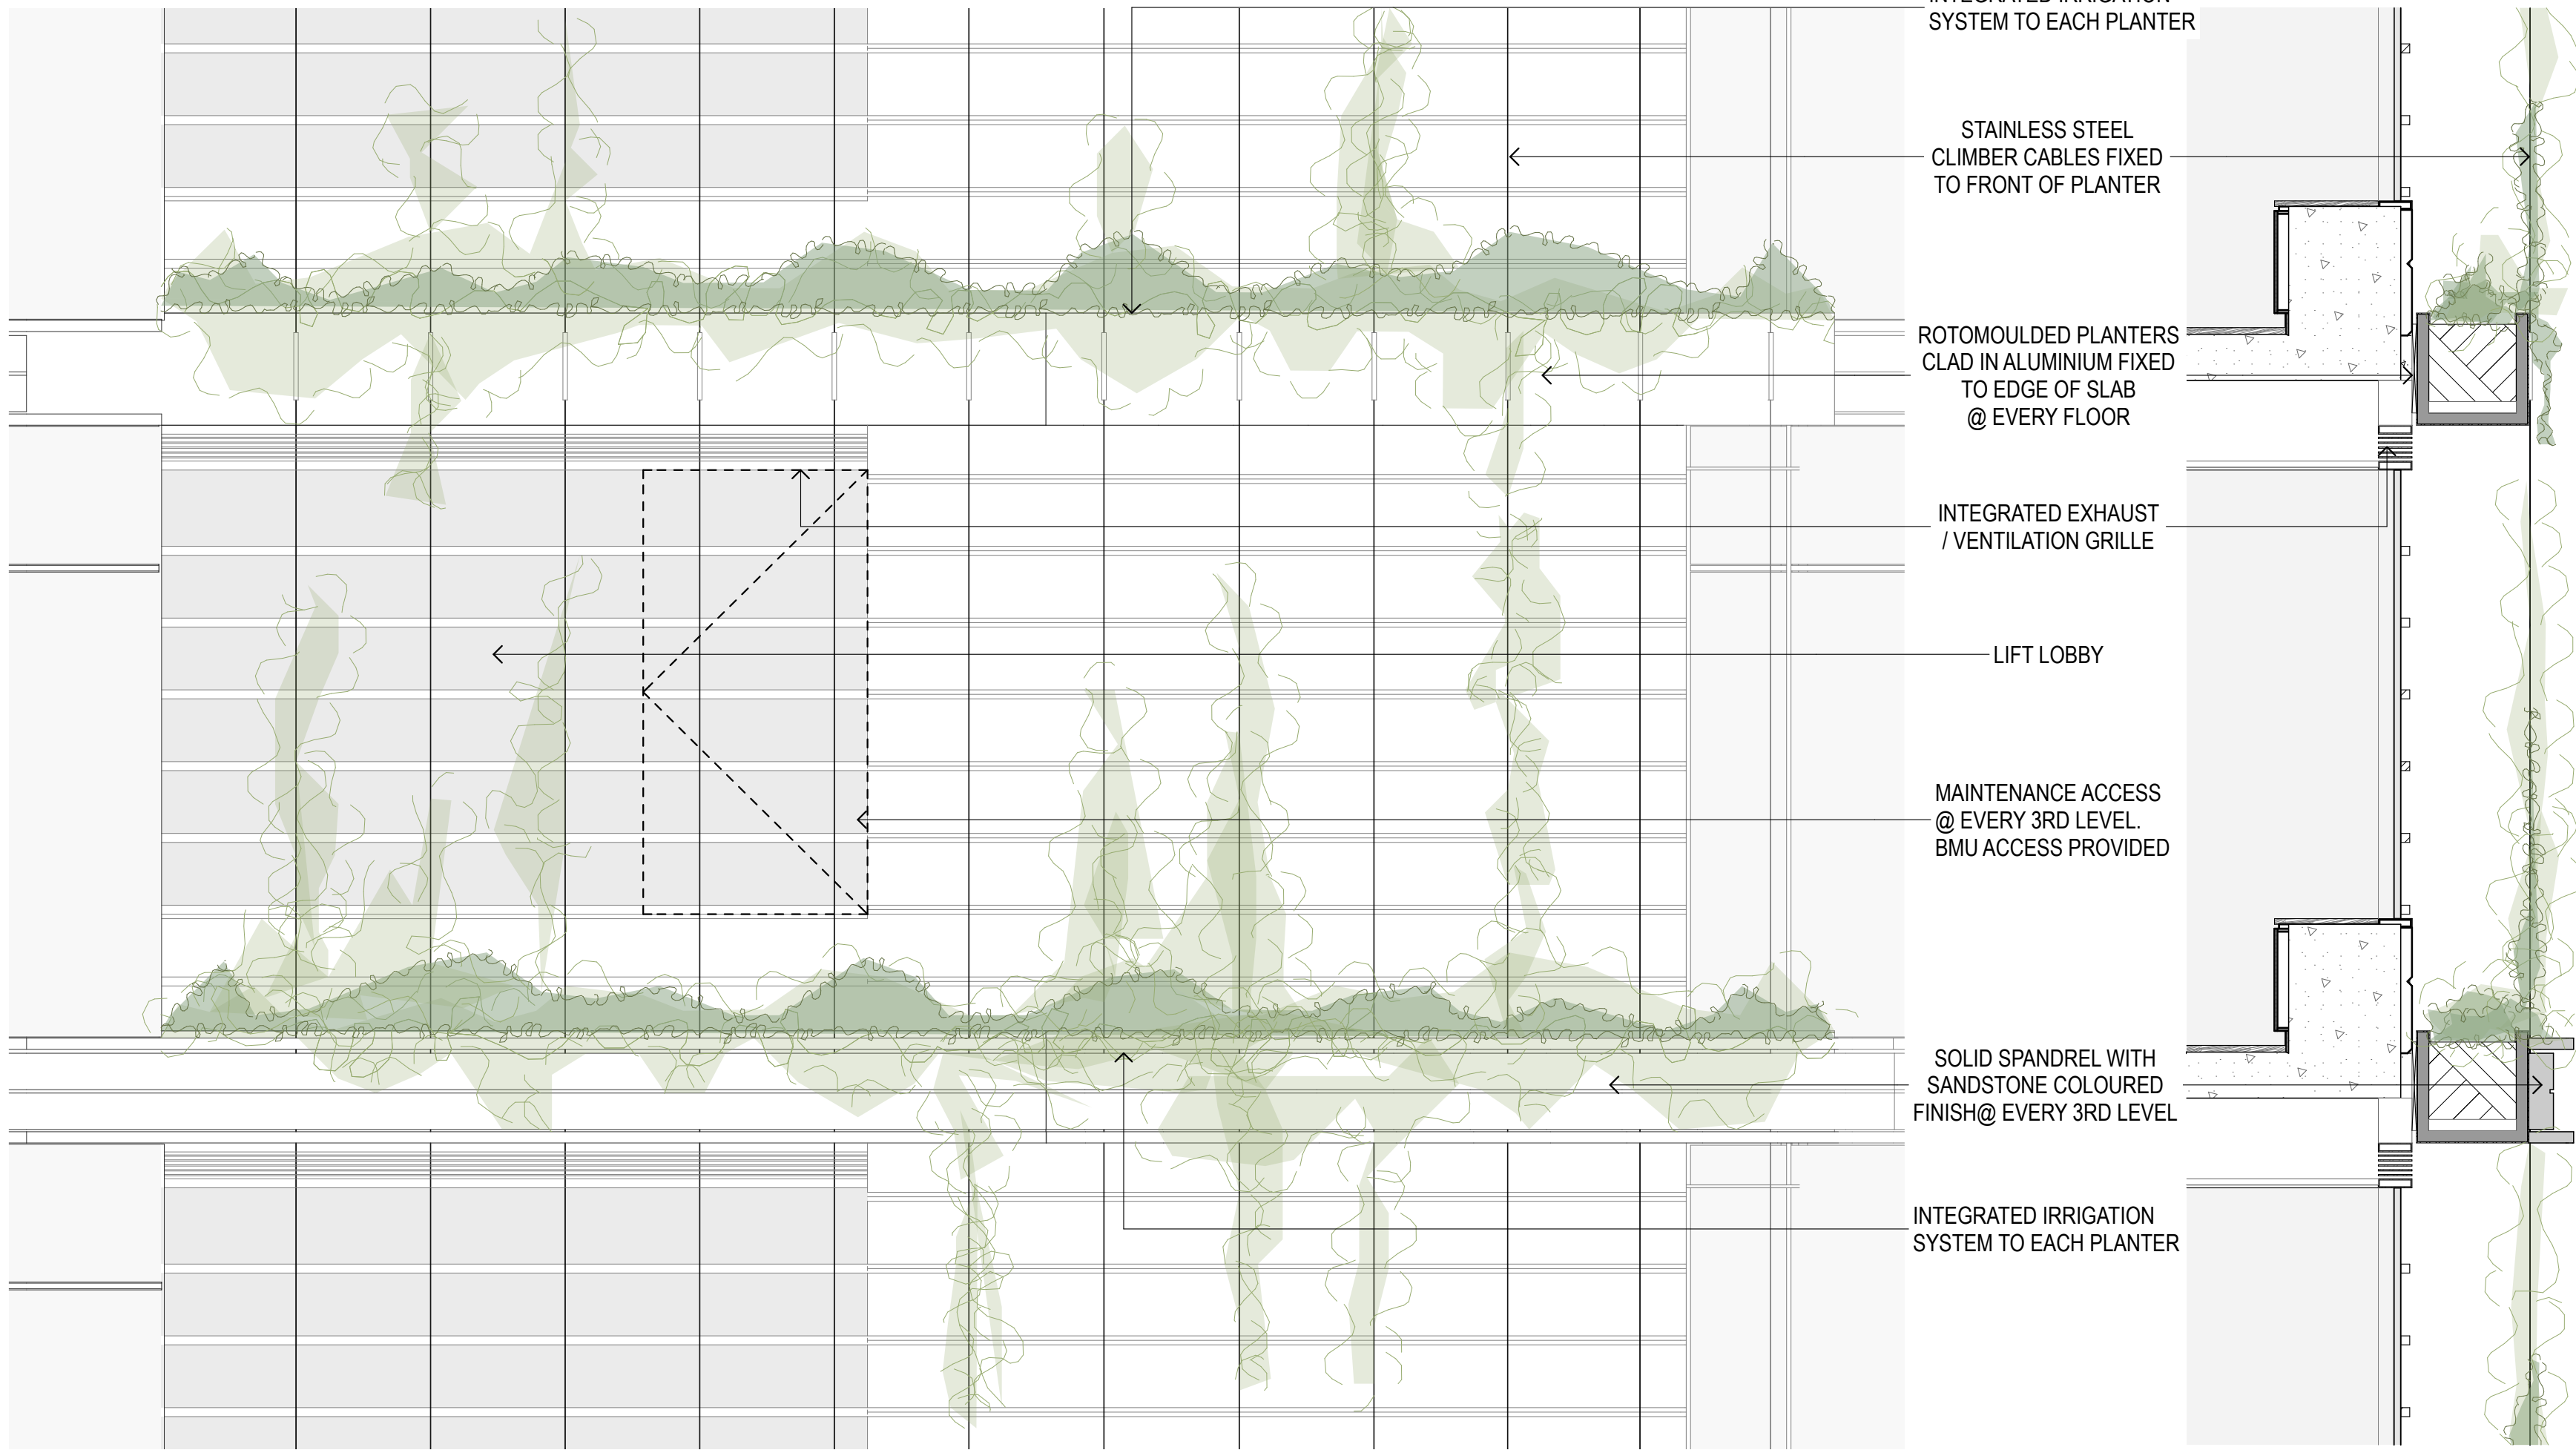 INTEGRATED IRRIGATION
SYSTEM TO EACH PLANTER
STAINLESS STEEL
CLIMBER CABLES FIXED
TO FRONT OF PLANTER
ROTOMOULDED PLANTERS
CLAD IN ALUMINIUM FIXED
TO EDGE OF SLAB
@ EVERY FLOOR
INTEGRATED EXHAUST
/ VENTILATION GRILLE
LIFT LOBBY
MAINTENANCE ACCESS
@ EVERY 3RD LEVEL.
BMU ACCESS PROVIDED
SOLID SPANDREL WITH
SANDSTONE COLOURED
FINISH@ EVERY 3RD LEVEL
INTEGRATED IRRIGATION
SYSTEM TO EACH PLANTER